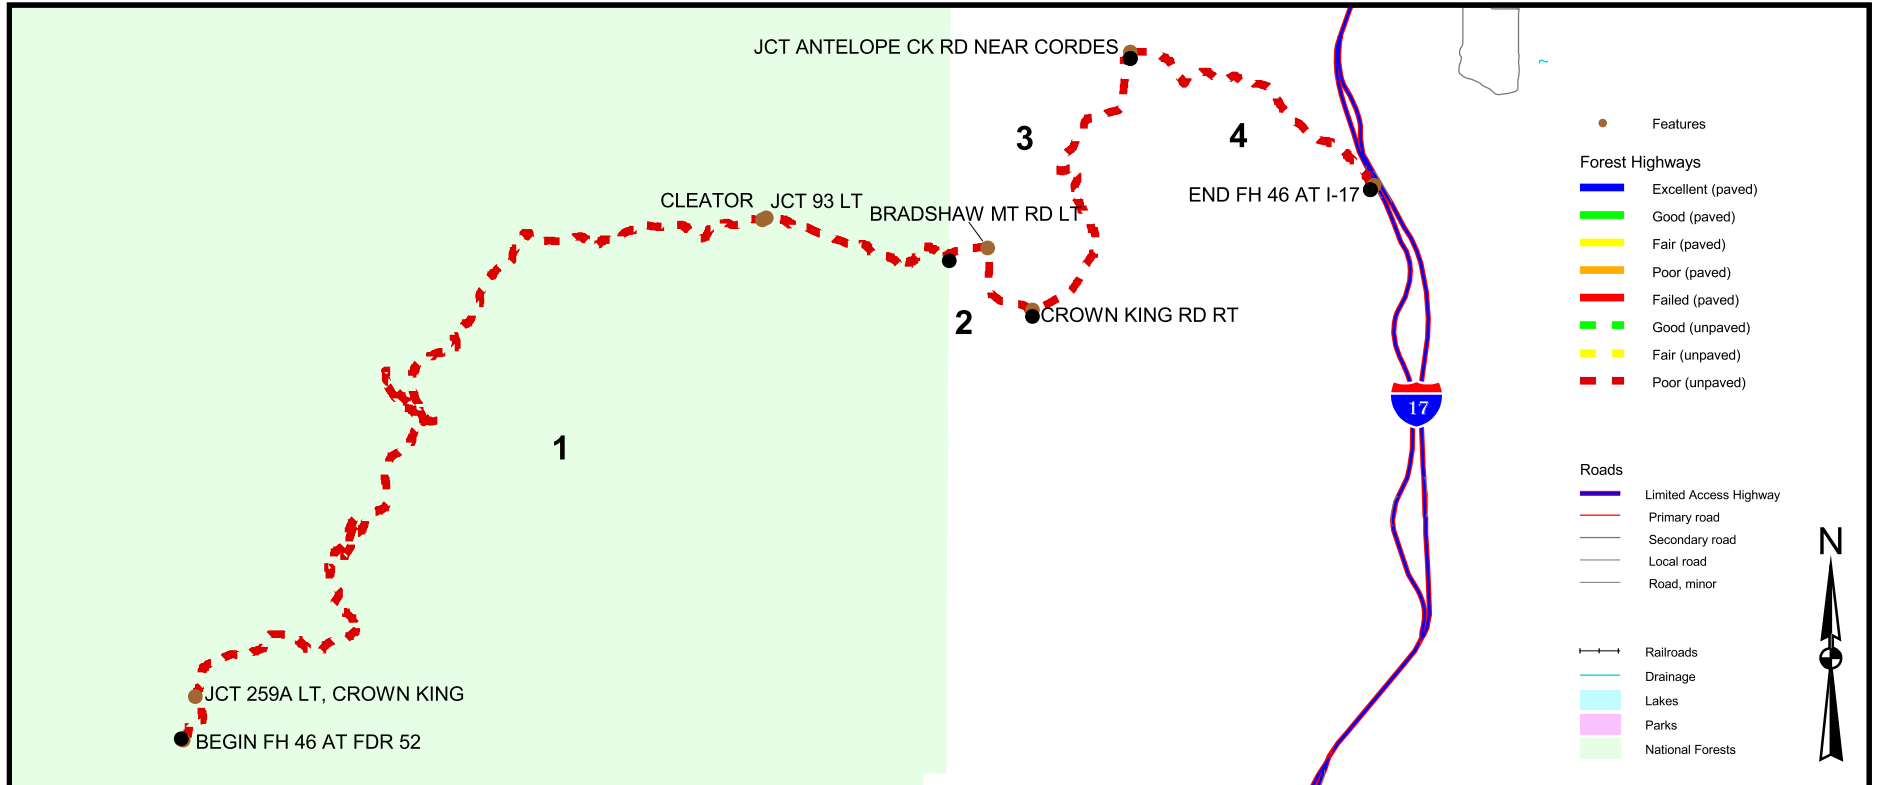 JCT ANTELOPE CK RD NEAR CORDES
3
4
CLEATOR
JCT 93 LT
BRADSHAW MT RD LT
END FH 46 AT I-17
2
CROWN KING RD RT
17
1
JCT 259A LT, CROWN KING
BEGIN FH 46 AT FDR 52
Features
Forest Highways
Excellent (paved)
Good (paved)
Fair (paved)
Poor (paved)
Failed (paved)
Good (unpaved)
Fair (unpaved)
Poor (unpaved)
Roads
Limited Access Highway
Primary road
Secondary road
Local road
Road, minor
Railroads
Drainage
Lakes
Parks
National Forests
N